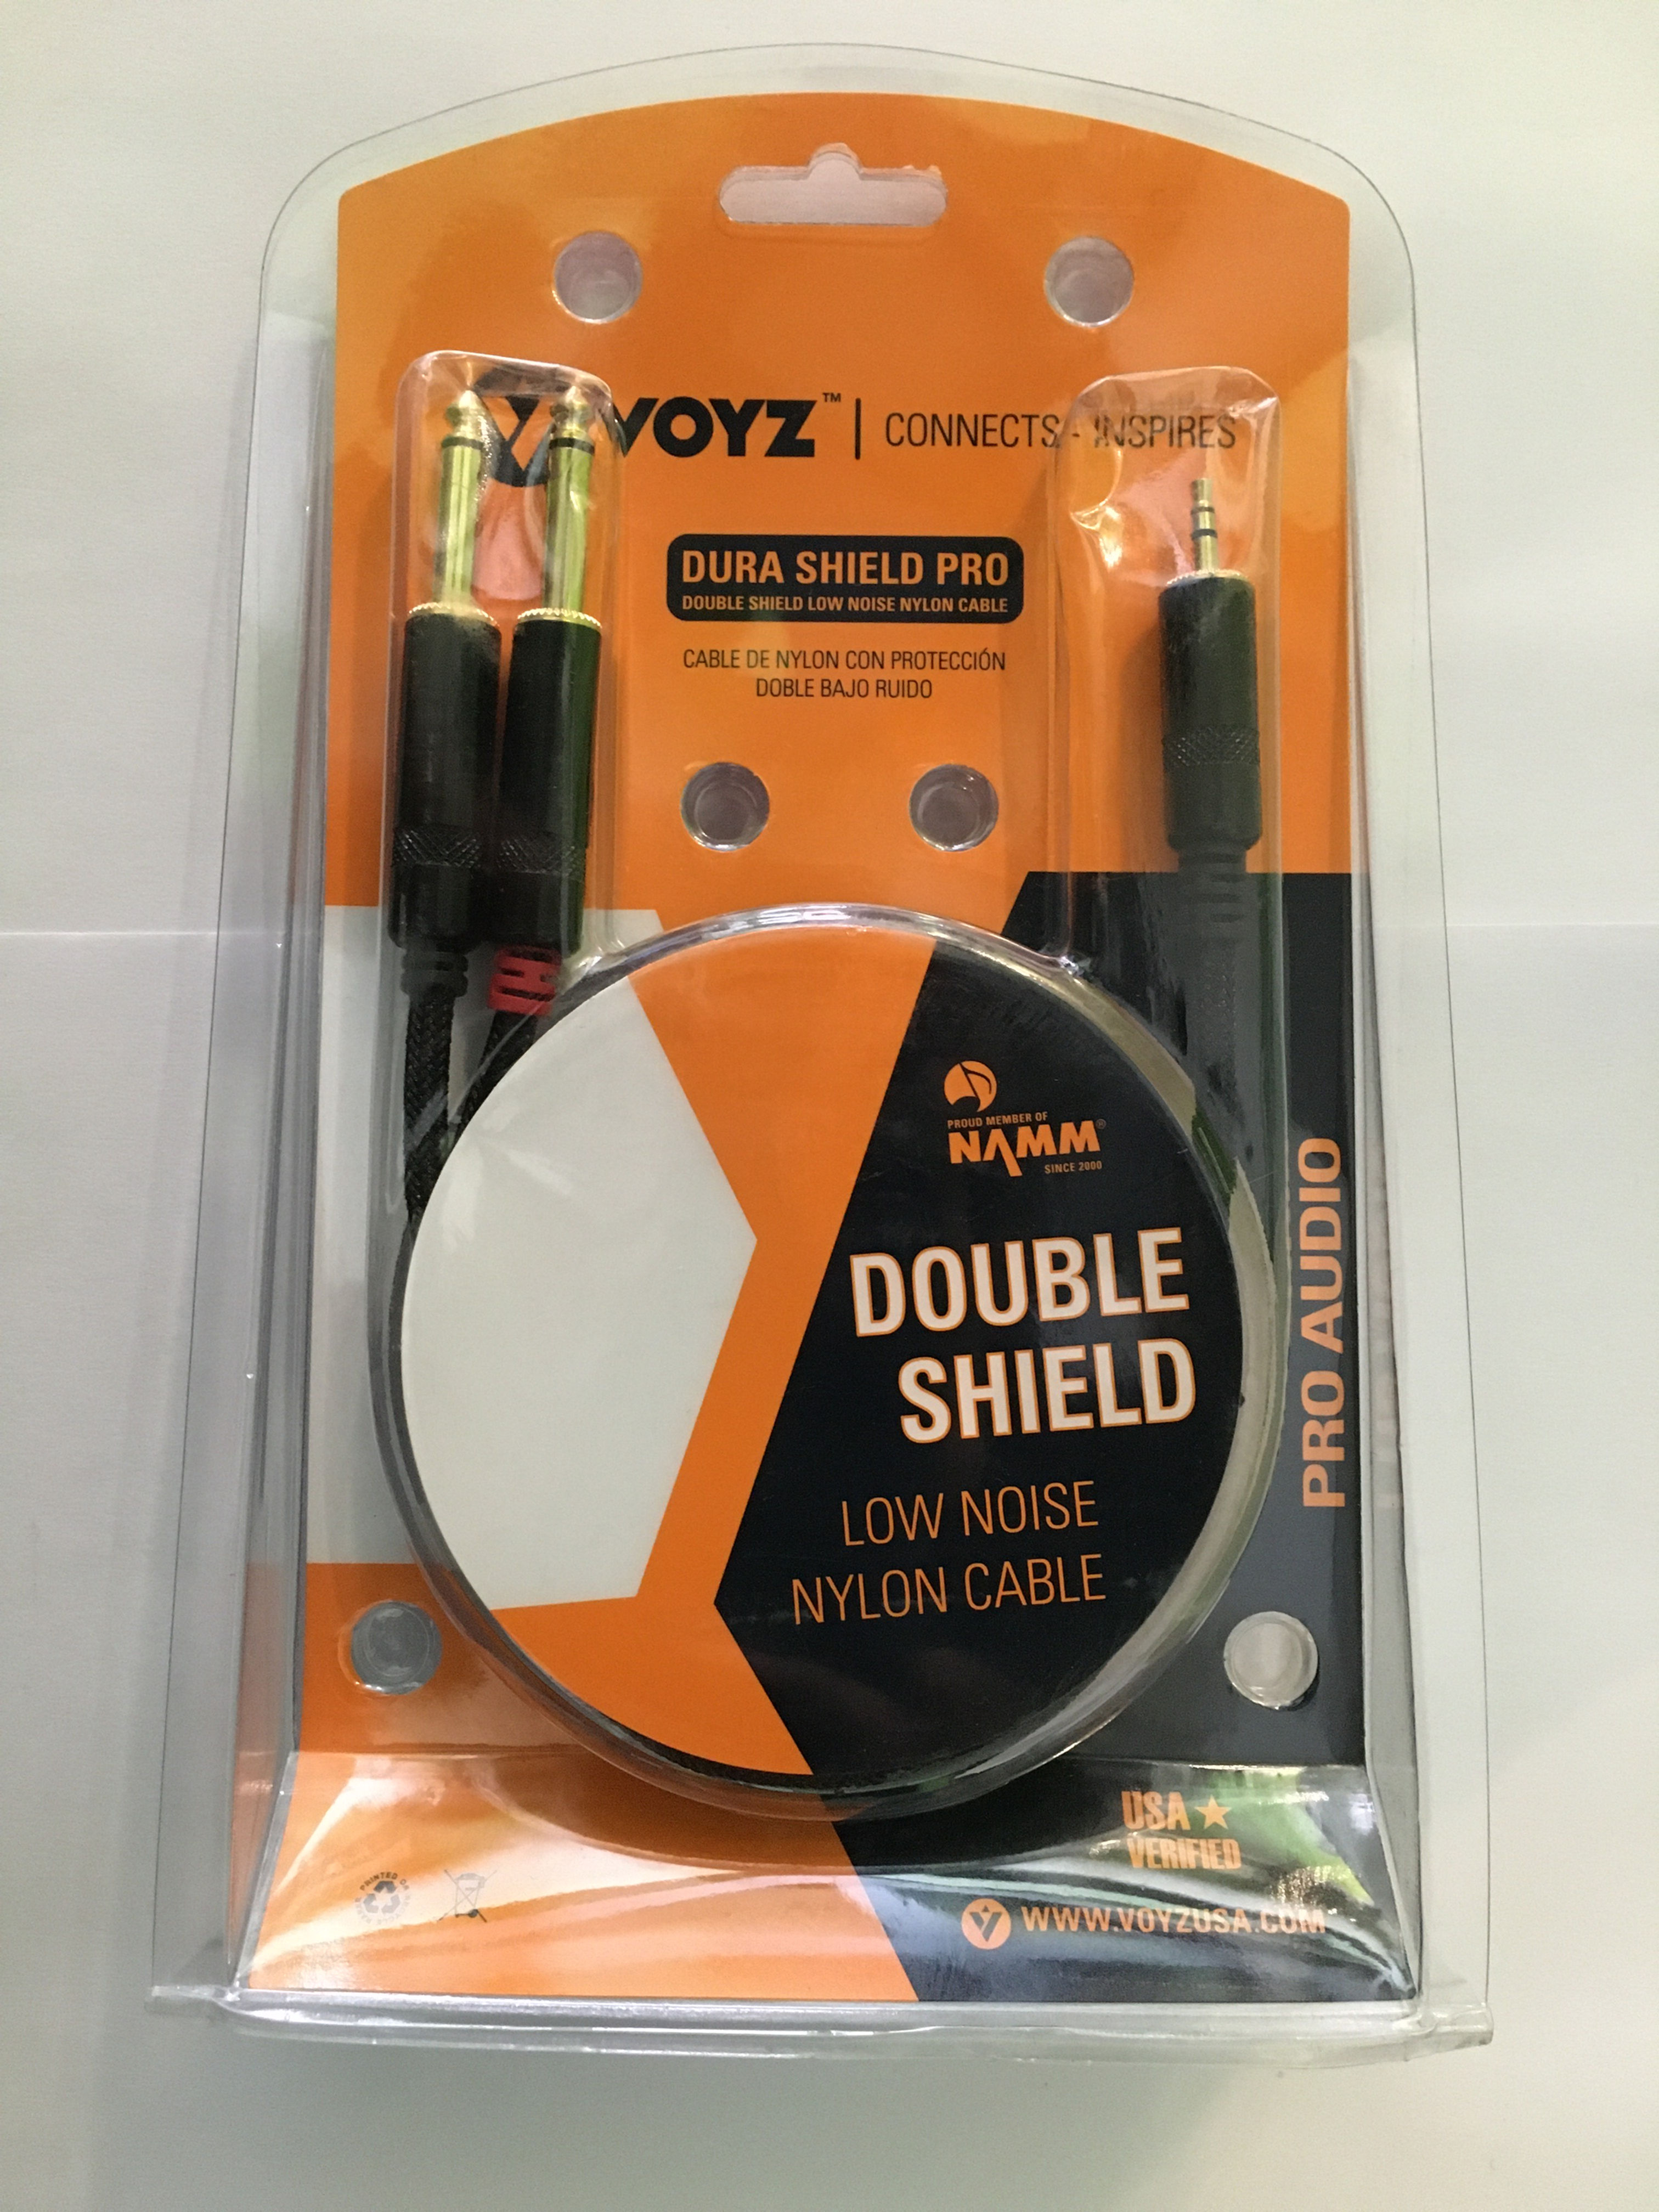 VOYZ™ | CONNECTS - INSPIRES
DURA SHIELD PRO
DOUBLE SHIELD LOW NOISE NYLON CABLE
CABLE DE NYLON CON PROTECCIÓN
DOBLE BAJO RUIDO
PROUD MEMBER OF
NAMM®
SINCE 2000
DOUBLE
SHIELD
LOW NOISE
NYLON CABLE
PRO AUDIO
USA ★
VERIFIED
PRINTED ON
WWW.VOYZUSA.COM